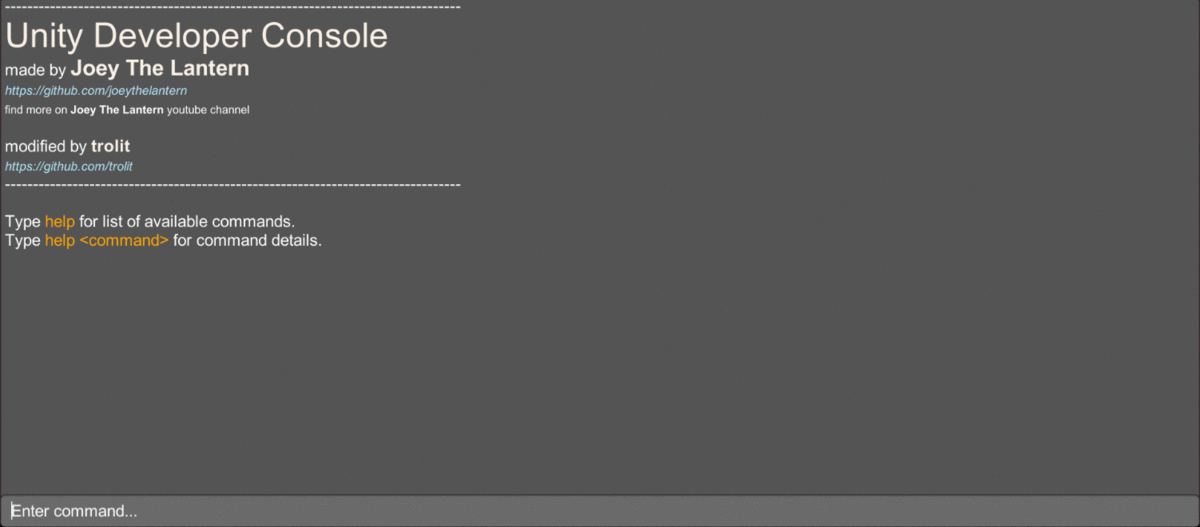 --------------------------------------------------------------------------------
Unity Developer Console
made by Joey The Lantern
https://github.com/joeythelantern
find more on Joey The Lantern youtube channel
modified by trolit
https://github.com/trolit
--------------------------------------------------------------------------------
Type help for list of available commands.
Type help <command> for command details.
Enter command...